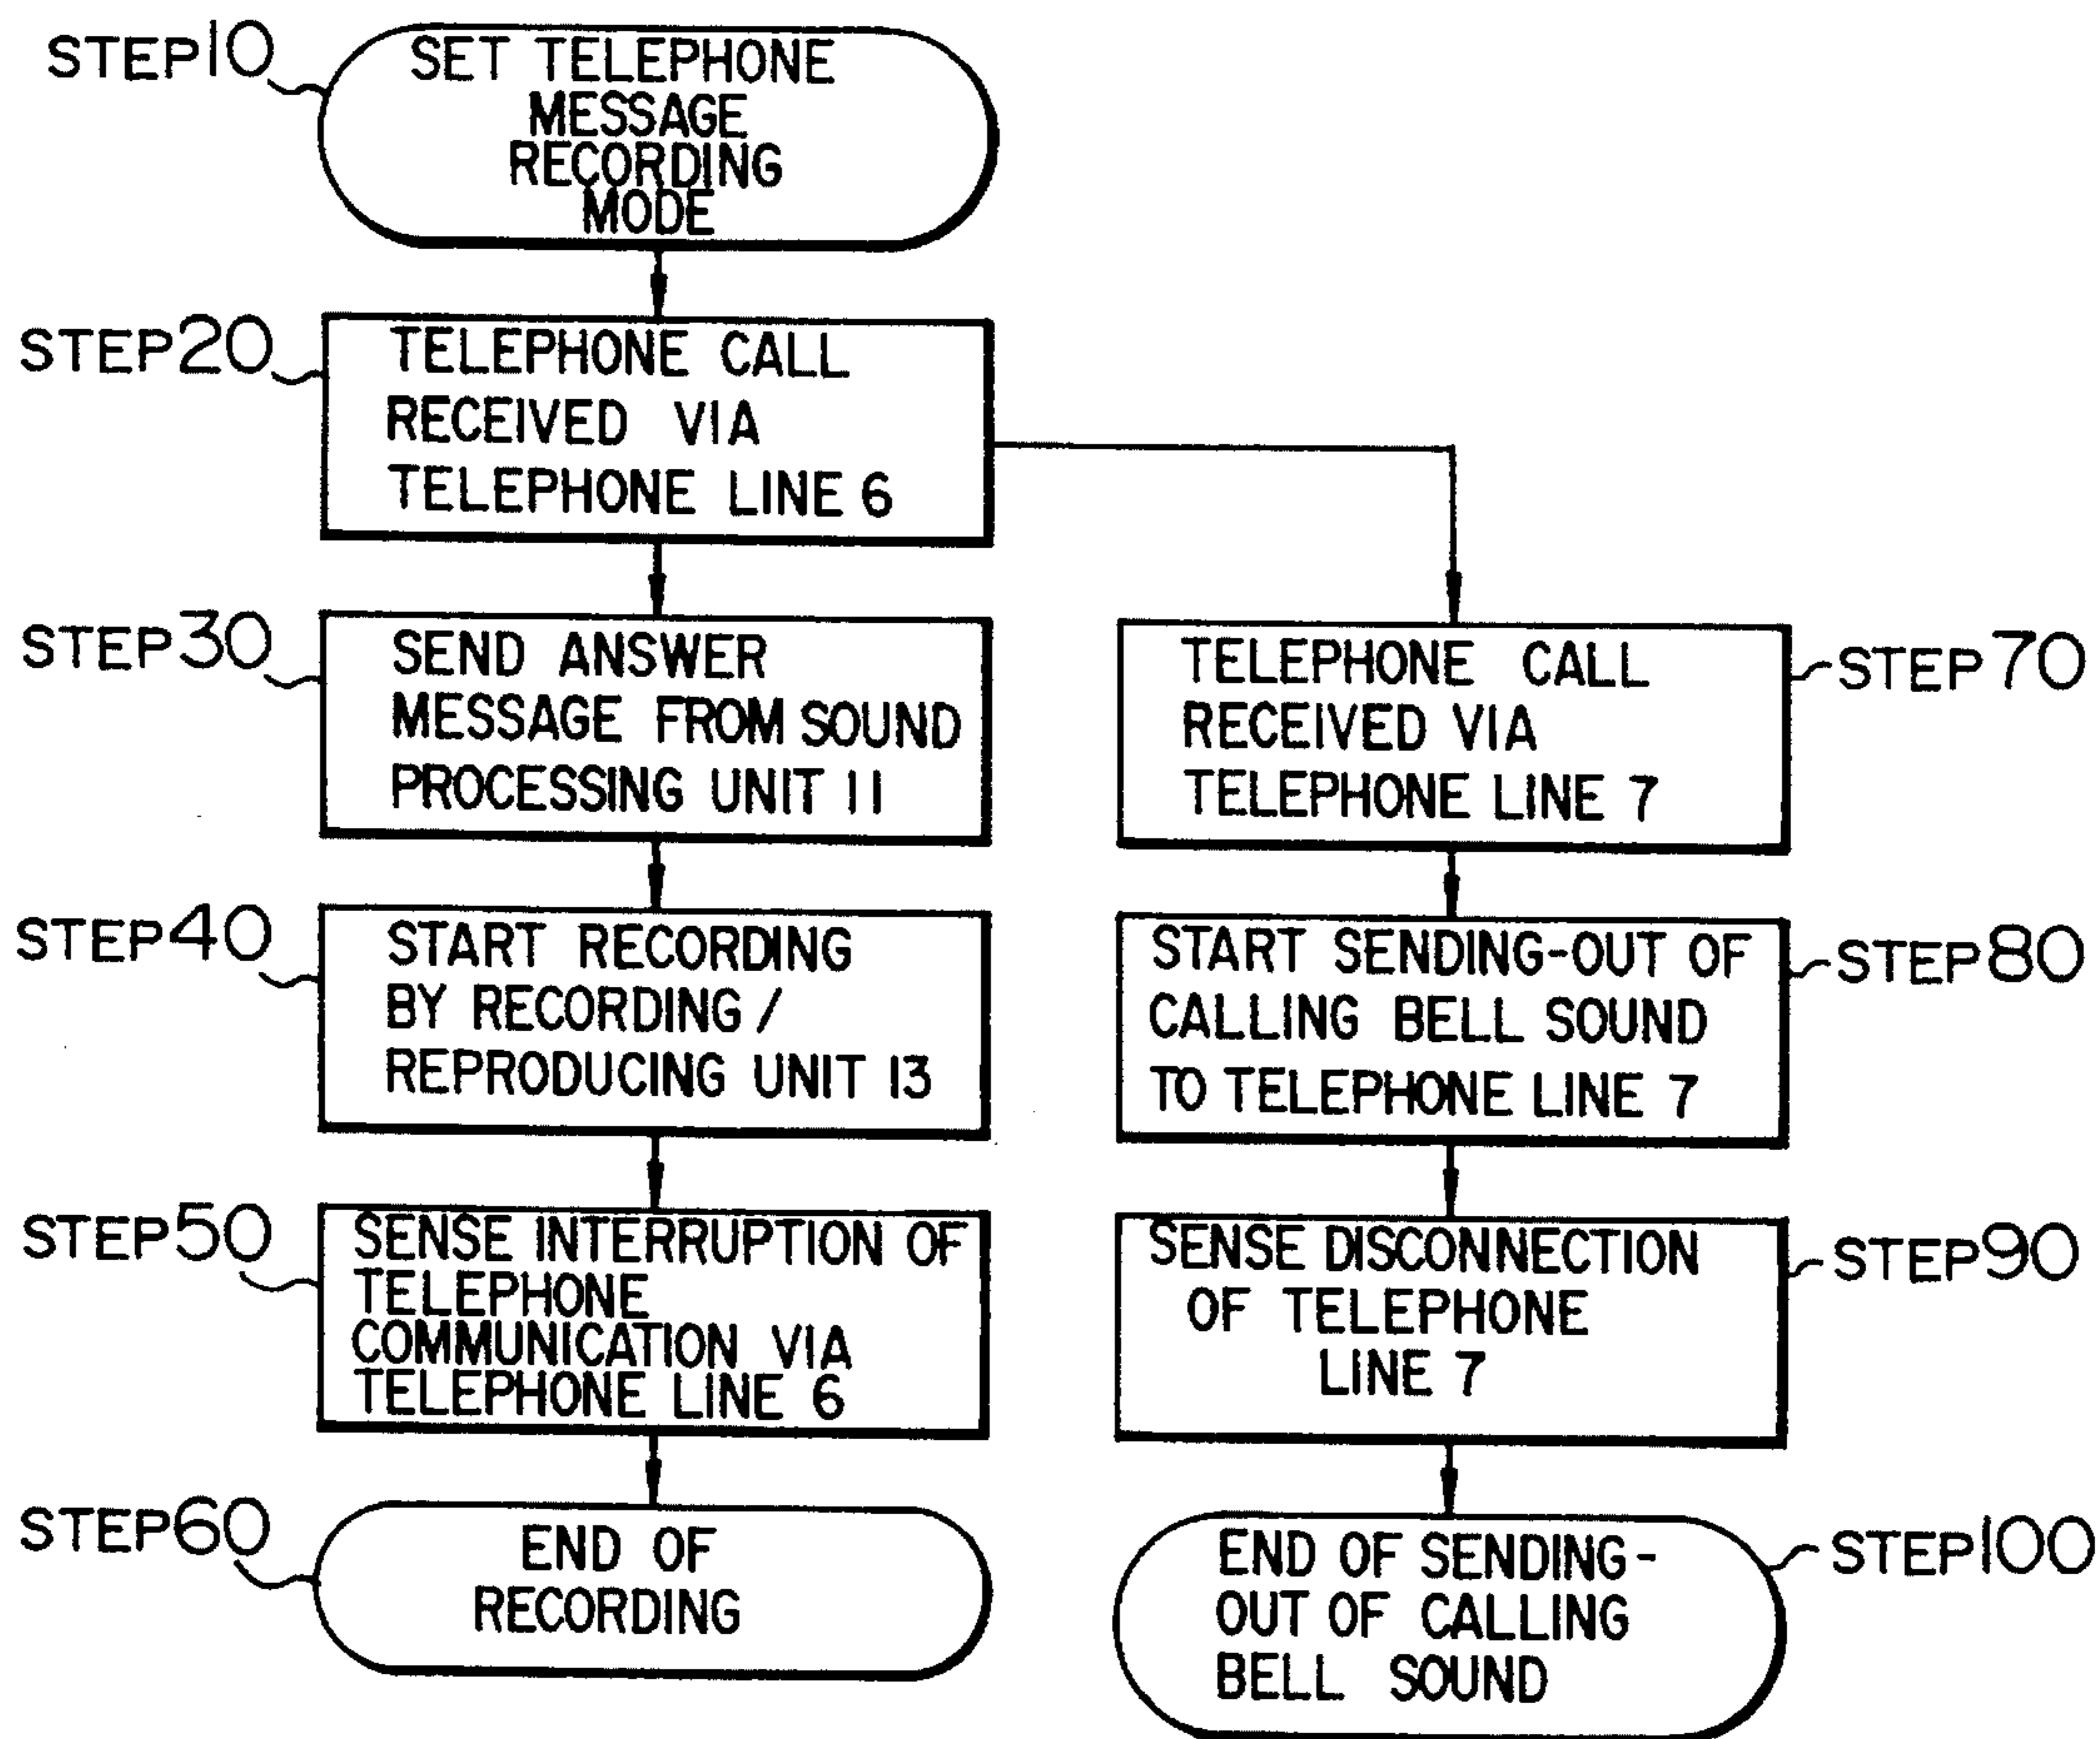 STEP10
SET TELEPHONE
MESSAGE
RECORDING
MODE
STEP20
TELEPHONE CALL
RECEIVED VIA
TELEPHONE LINE 6
STEP30
SEND ANSWER
MESSAGE FROM SOUND
PROCESSING UNIT 11
STEP40
START RECORDING
BY RECORDING /
REPRODUCING UNIT 13
STEP50
SENSE INTERRUPTION OF
TELEPHONE
COMMUNICATION VIA
TELEPHONE LINE 6
STEP60
END OF
RECORDING
TELEPHONE CALL
RECEIVED VIA
TELEPHONE LINE 7
STEP 70
START SENDING-OUT OF
CALLING BELL SOUND
TO TELEPHONE LINE 7
STEP80
SENSE DISCONNECTION
OF TELEPHONE
LINE 7
STEP90
END OF SENDING-
OUT OF CALLING
BELL SOUND
STEP100